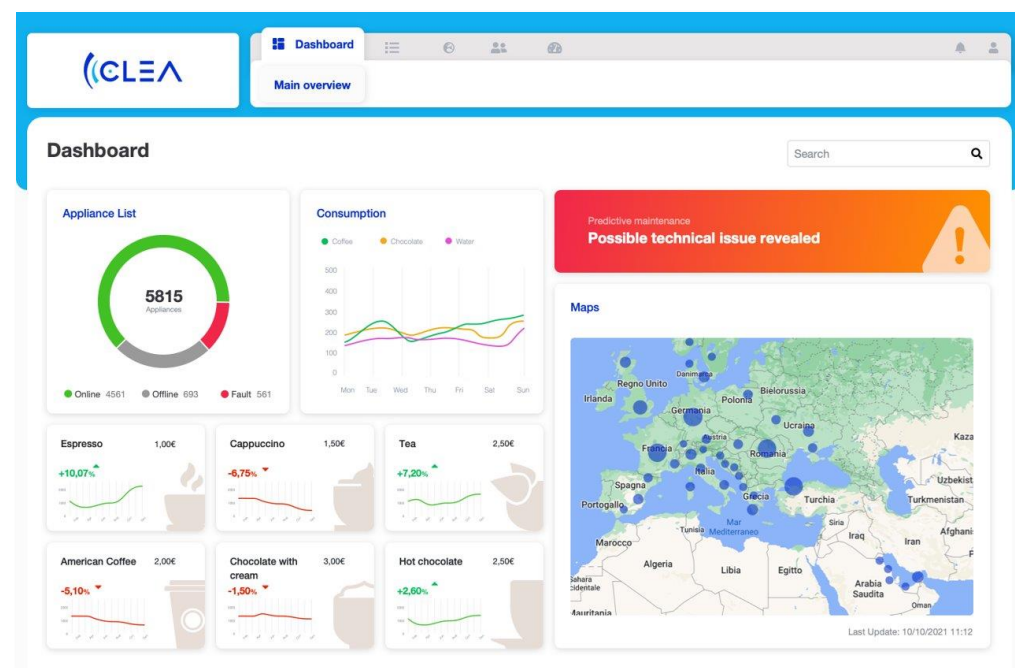 CLEA
Dashboard
Main overview
Dashboard
Search
Appliance List
5815
Appliances
Online 4561
Offline 693
Fault 561
Consumption
Coffee
Chocolate
Water
500
400
300
200
100
0
Mon Tue Wed Thu Fri Sat Sun
Predictive maintenance
Possible technical issue revealed
Espresso 1,00€
+10,07%
Cappuccino 1,50€
-6,75%
Tea 2,50€
+7,20%
American Coffee 2,00€
-5,10%
Chocolate with
cream
3,00€
-1,50%
Hot chocolate 2,50€
+2,60%
Maps
Danimarca
Regno Unito
Irlanda
Bielorussia
Polonia
Germania
Ucraina
Austria
Francia
Romania
Kaza
Italia
Uzbekist
Spagna
Grecia
Turchia
Turkmenistan
Portogallo
Mar
Mediterraneo
Tunisia
Siria
Afghani
Marocco
Iraq
Iran
Algeria
Libia
Egitto
Sahara
cidentale
Arabia
Saudita
Oman
Mauritania
Last Update: 10/10/2021 11:12